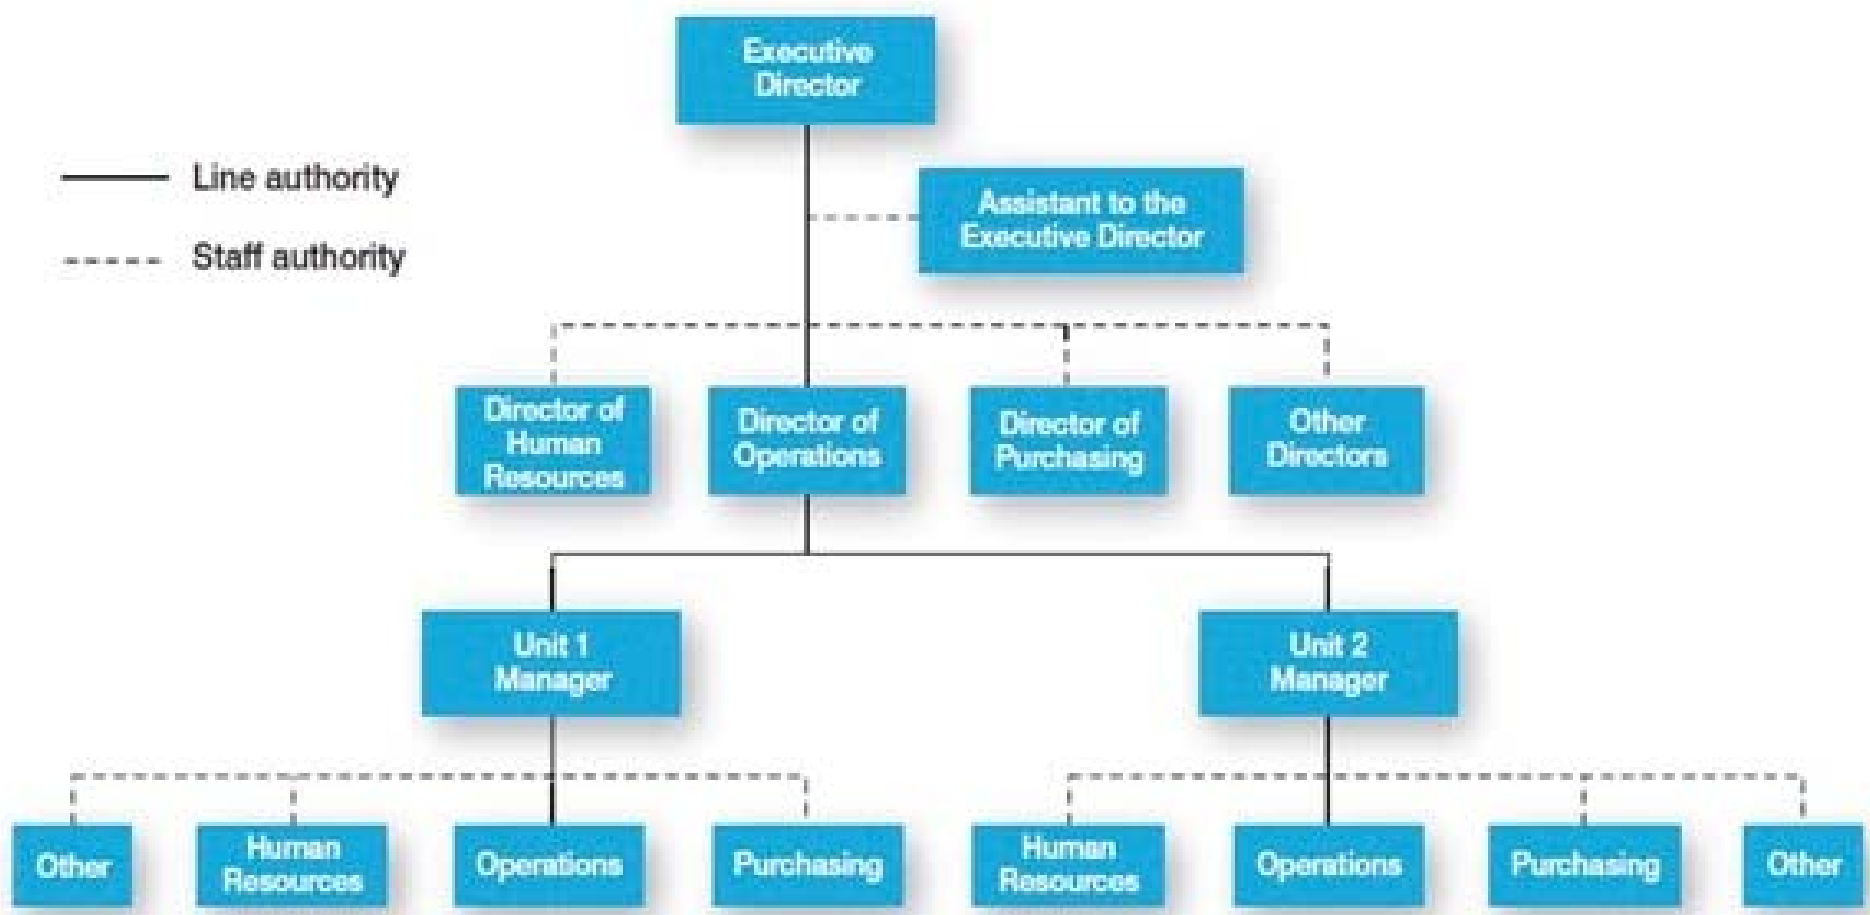 Executive
Director
Line authority
Assistant to the
Executive Director
Staff authority
Director of
Human
Resources
Director of
Operations
Director of
Purchasing
Other
Directors
Unit 1
Manager
Unit 2
Manager
Other
Human
Resources
Operations
Purchasing
Human
Resources
Operations
Purchasing
Other